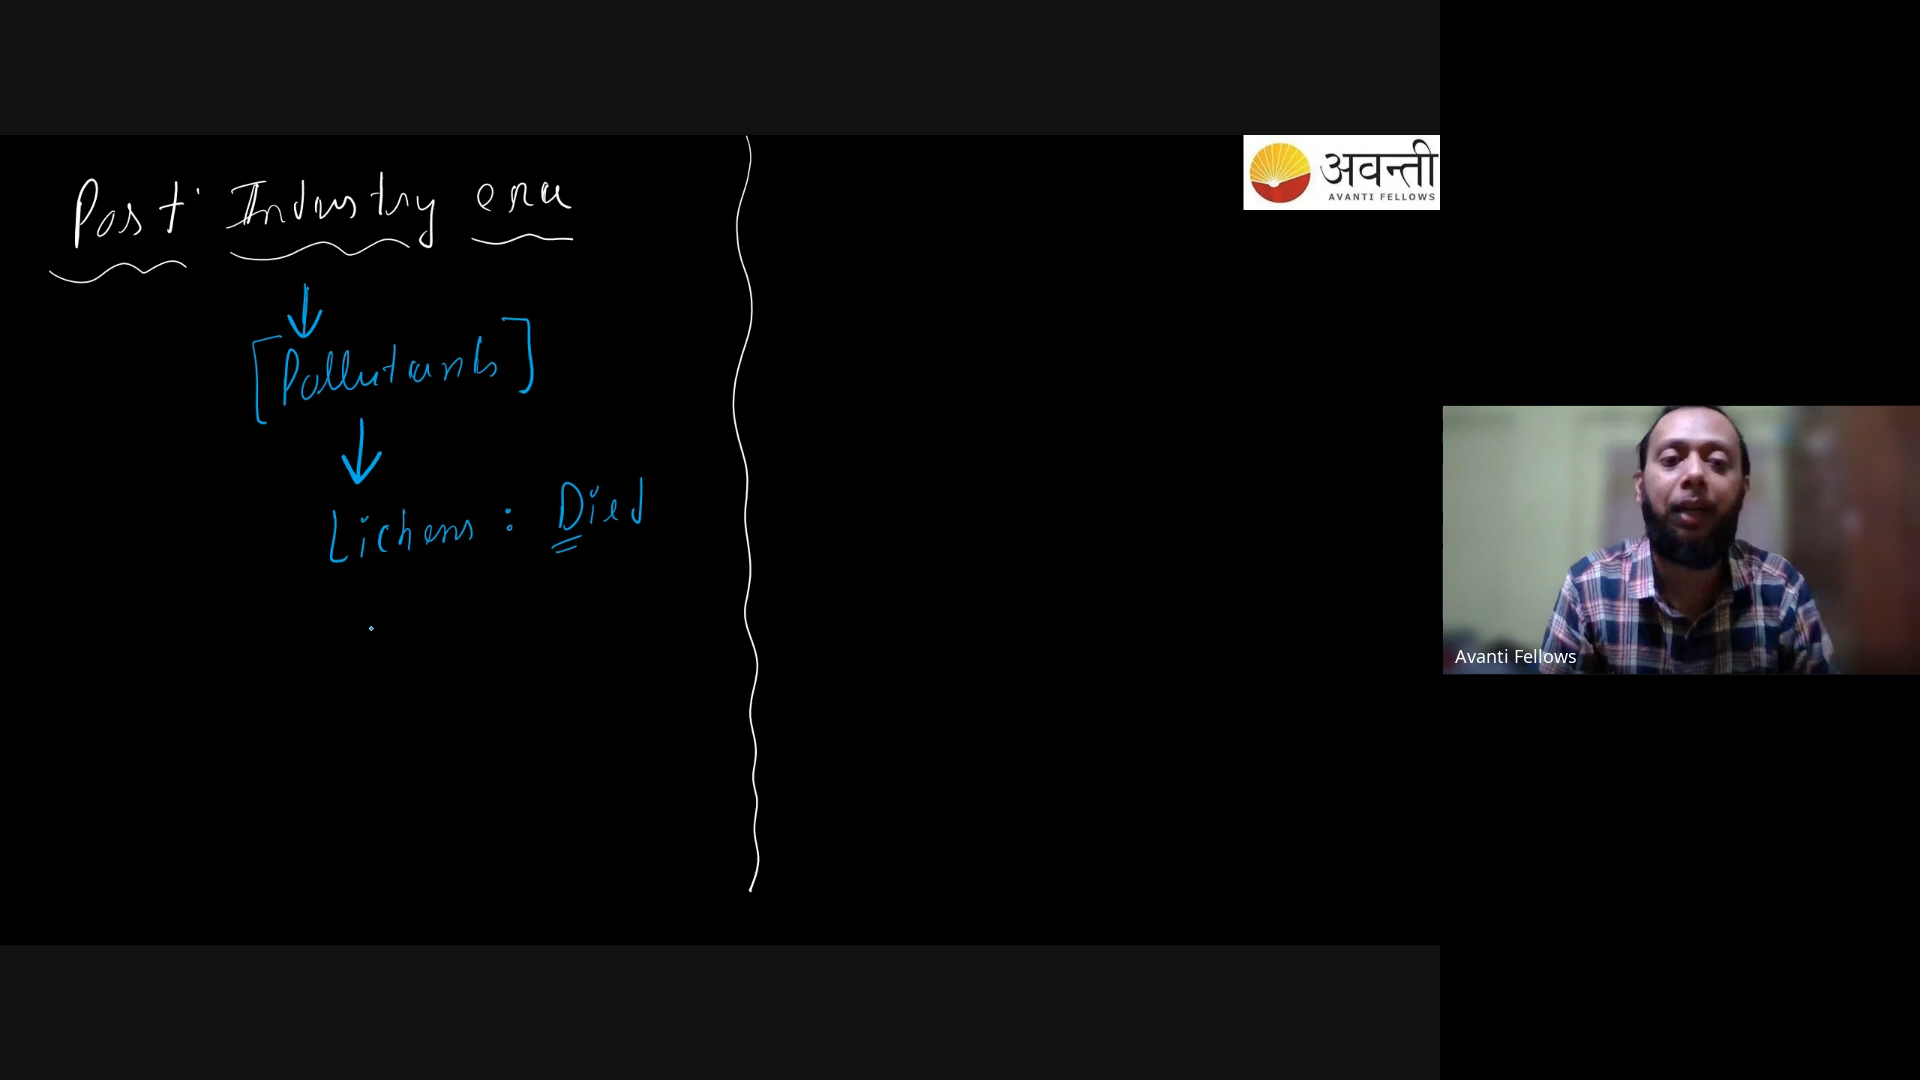 Post Industry era
[Pollutants]
Lichens : Died
अवन्ती
AVANTI FELLOWS
Avanti Fellows